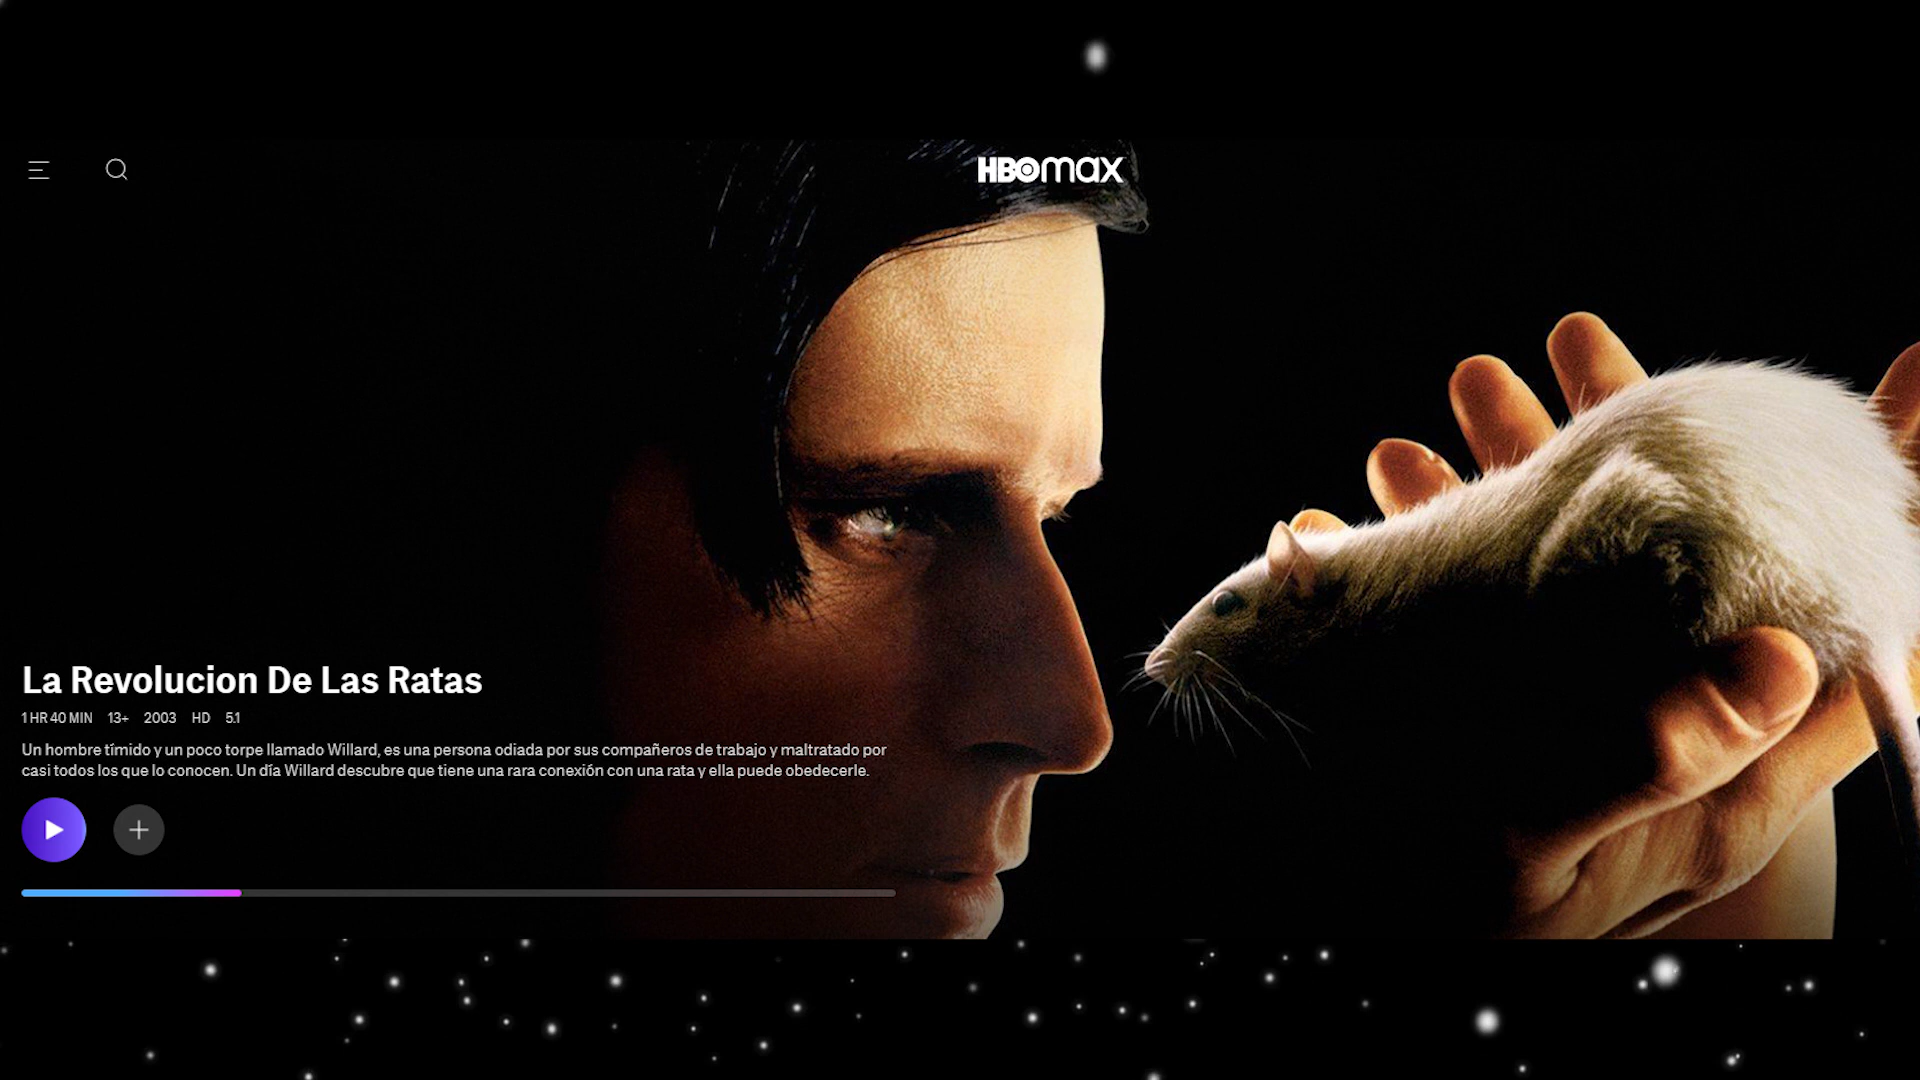 HBOmax
La Revolucion De Las Ratas
1 HR 40 MIN 13+ 2003 HD 5.1
Un hombre tímido y un poco torpe llamado Willard, es una persona odiada por sus compañeros de trabajo y maltratado por
casi todos los que lo conocen. Un día Willard descubre que tiene una rara conexión con una rata y ella puede obedecerle.